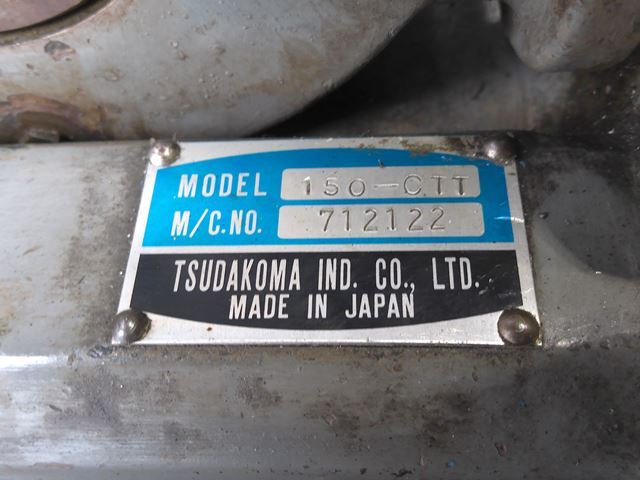 MODEL 150-CTT
M/C.NO. 712122
TSUDAKOMA IND. CO., LTD.
MADE IN JAPAN